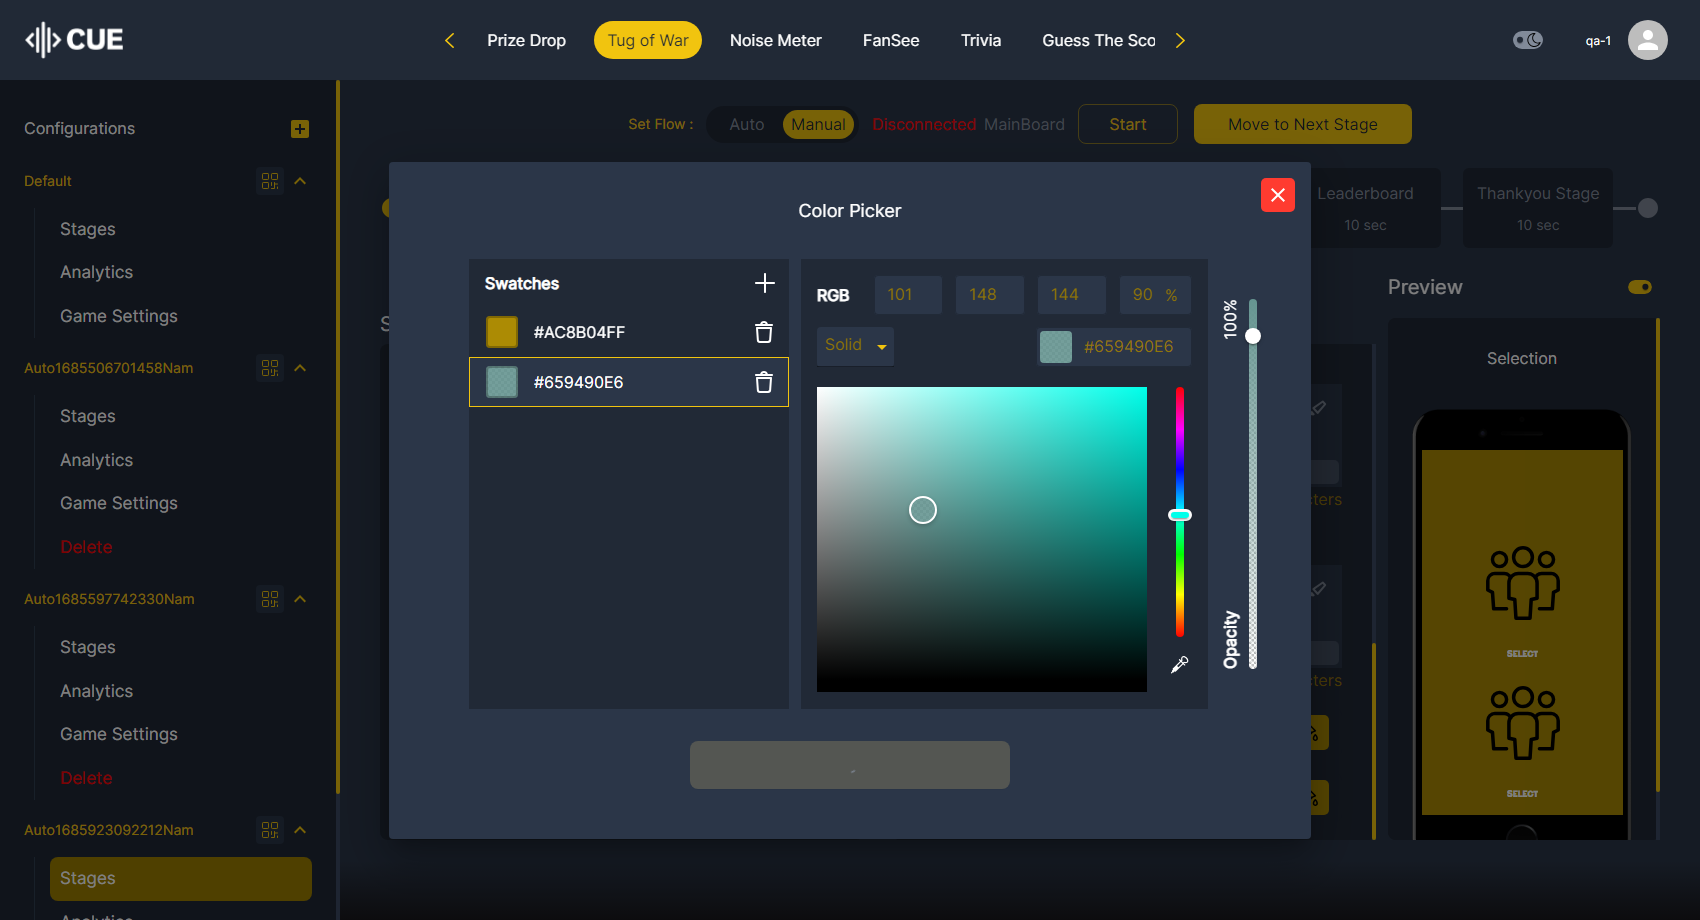 CUE
Prize Drop
Tug of War
Noise Meter
FanSee
Trivia
Guess The Sco
qa-1
Configurations
Set Flow :
Auto
Manual
Disconnected MainBoard
Start
Move to Next Stage
Default
Stages
Analytics
Game Settings
Auto1685506701458Nam
Stages
Analytics
Game Settings
Delete
Auto1685597742330Nam
Stages
Analytics
Game Settings
Delete
Auto1685923092212Nam
Stages
Analytics
Color Picker
Swatches
#AC8B04FF
#659490E6
RGB
101
148
144
90 %
Solid
#659490E6
100%
Opacity
Leaderboard
10 sec
Thankyou Stage
10 sec
Preview
Selection
SELECT
SELECT
cters
cters